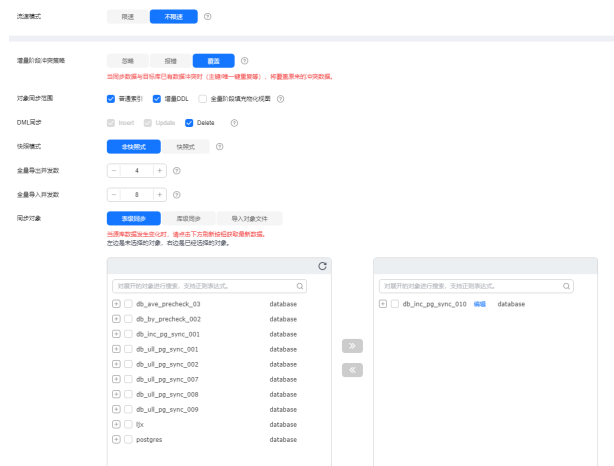 流速模式 限速 不限速
增量阶段冲突策略 忽略 报错 覆盖
当同步数据与目标库已有数据冲突时（主键/唯一键重复等），将覆盖原来的冲突数据。
对象同步范围 普通索引 增量DDL 全量阶段填充物化视图
DML同步 Insert Update Delete
快照模式 非快照式 快照式
全量导出并发数 - 4 +
全量导入并发数 - 8 +
同步对象 表级同步 库级同步 导入对象文件
当源库数据发生变化时，请点击下方刷新按钮获取最新数据。
左边是未选择的对象，右边是已经选择的对象。
对展开的对象进行搜索，支持正则表达式。
db_ave_precheck_03 database
db_by_precheck_002 database
db_inc_pg_sync_001 database
db_ull_pg_sync_001 database
db_ull_pg_sync_002 database
db_ull_pg_sync_007 database
db_ull_pg_sync_008 database
db_ull_pg_sync_009 database
ljx database
postgres database
对展开的对象进行搜索，支持正则表达式。
db_inc_pg_sync_010 编辑 database